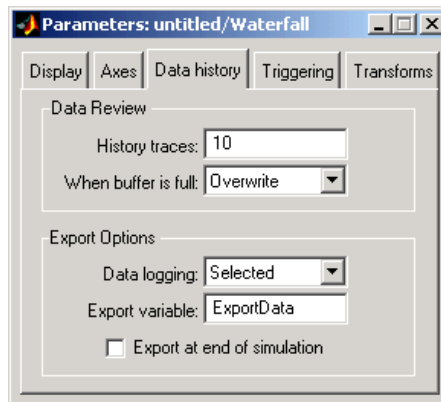 Parameters: untitled/Waterfall
Display Axes Data history Triggering Transforms
Data Review
History traces: 10
When buffer is full: Overwrite
Export Options
Data logging: Selected
Export variable: ExportData
Export at end of simulation